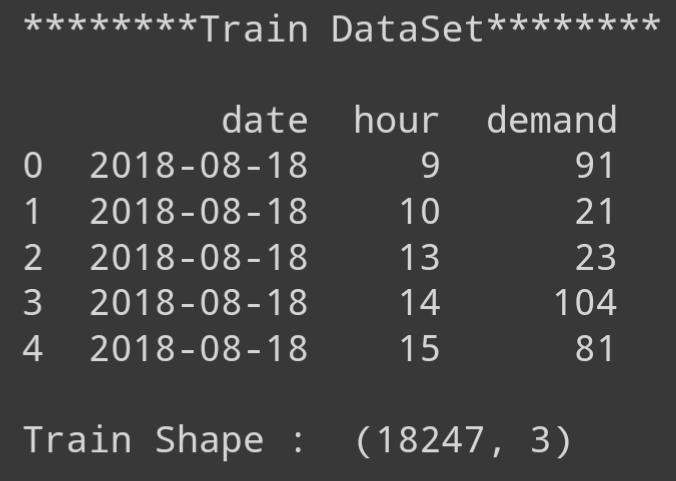 ********Train DataSet********
date hour demand
0 2018-08-18 9 91
1 2018-08-18 10 21
2 2018-08-18 13 23
3 2018-08-18 14 104
4 2018-08-18 15 81
Train Shape : (18247, 3)